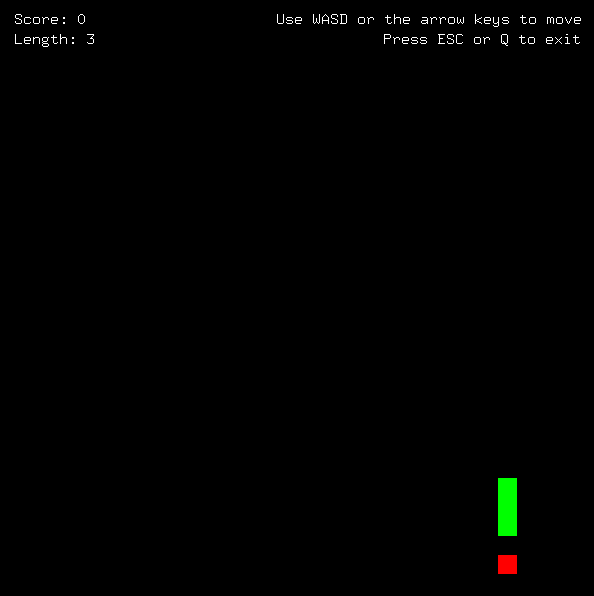 Score: 0
Use WASD or the arrow keys to move
Length: 3
Press ESC or Q to exit